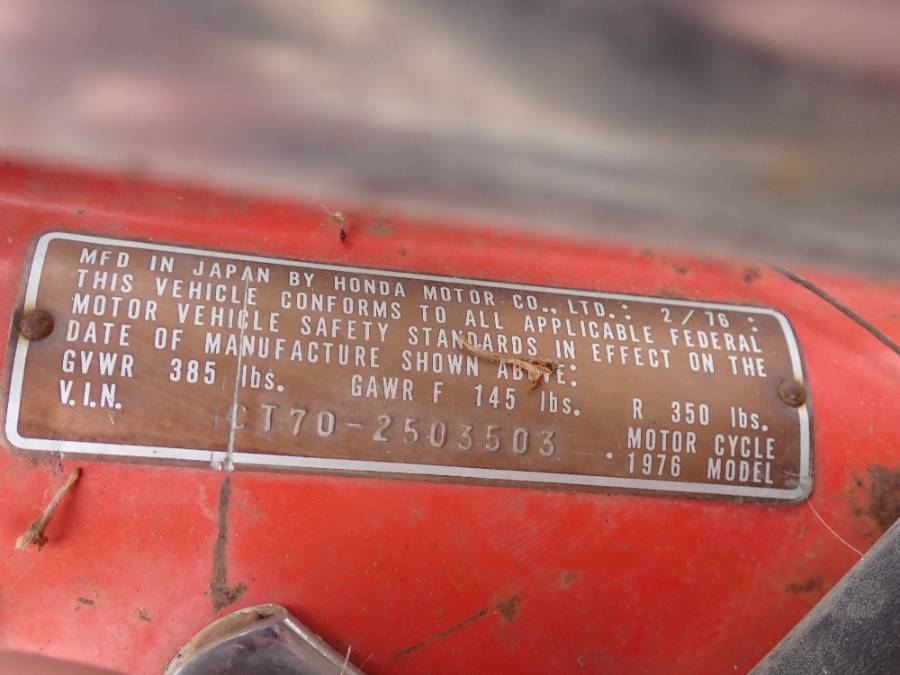 MFD IN JAPAN BY HONDA MOTOR CO., LTD.: 2/76 :
THIS VEHICLE CONFORMS TO ALL APPLICABLE FEDERAL
MOTOR VEHICLE SAFETY STANDARDS IN EFFECT ON THE
DATE OF MANUFACTURE SHOWN ABOVE:
GVWR 385 lbs. GAWR F 145 lbs. R 350 lbs.
V.I.N. CT70-2503503 MOTOR CYCLE
. 1976 MODEL